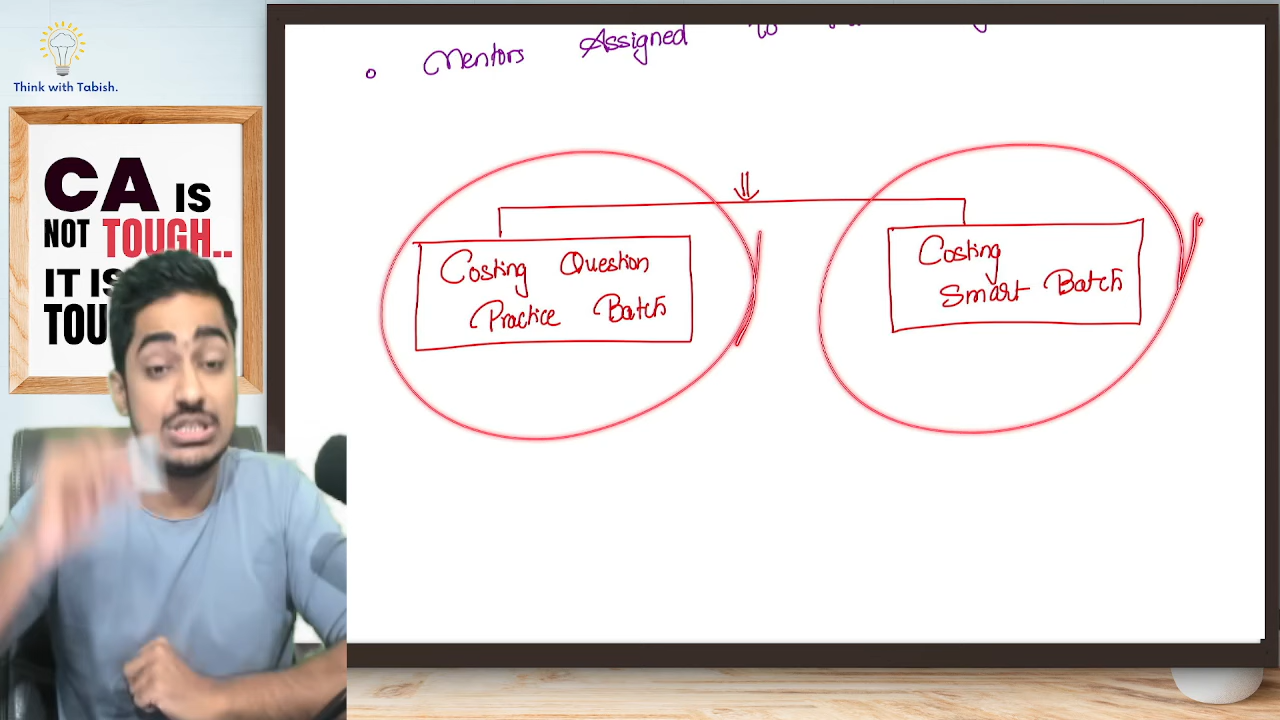 Think with Tabish.
CA IS
NOT TOUGH..
IT IS
TOU
Mentors Assigned to
Costing Question
Practice Batch
Costing
Smart Batch